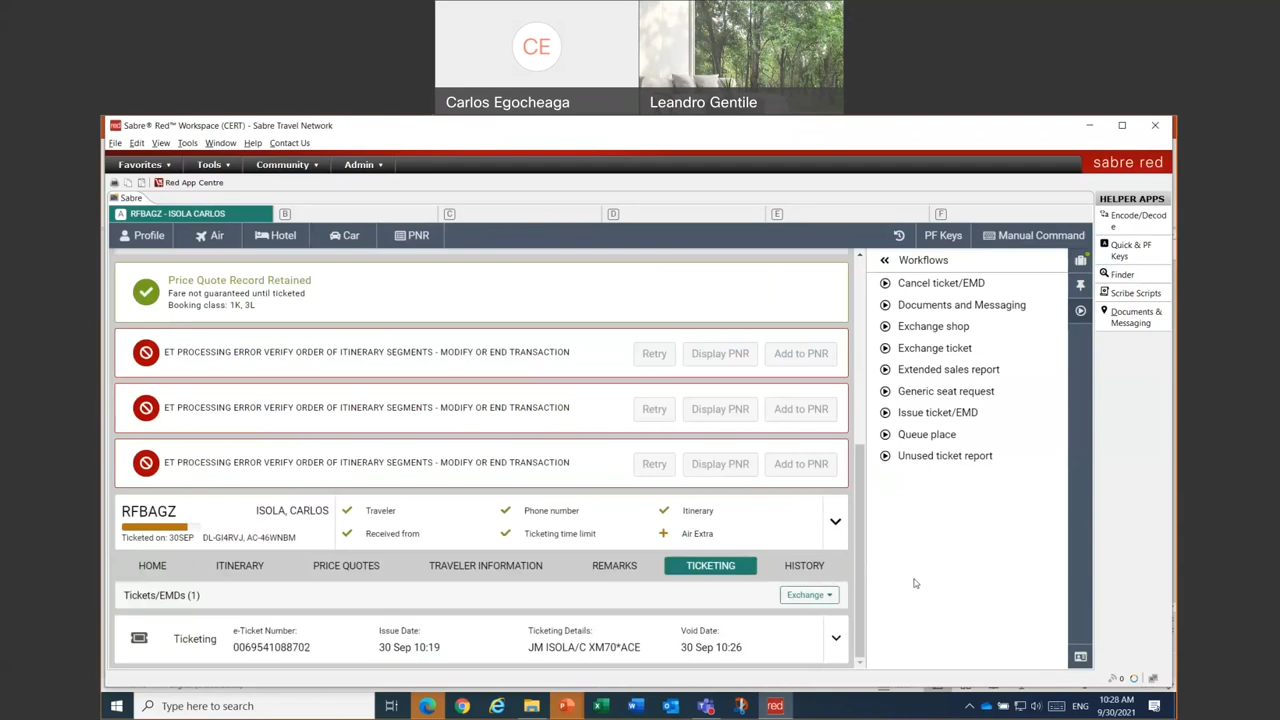 CE
Carlos Egocheaga
Leandro Gentile
red Sabre® Red™ Workspace (CERT) - Sabre Travel Network
File Edit View Tools Window Help Contact Us
Favorites Tools Community Admin
sabre red
Red App Centre
Sabre
HELPER APPS
A RFBAGZ - ISOLA CARLOS B C D E F
Encode/Decod
e
Profile Air Hotel Car PNR PF Keys Manual Command
Quick & PF
Keys
Finder
Scribe Scripts
Documents &
Messaging
Price Quote Record Retained
Fare not guaranteed until ticketed
Booking class: 1K, 3L
ET PROCESSING ERROR VERIFY ORDER OF ITINERARY SEGMENTS - MODIFY OR END TRANSACTION Retry Display PNR Add to PNR
ET PROCESSING ERROR VERIFY ORDER OF ITINERARY SEGMENTS - MODIFY OR END TRANSACTION Retry Display PNR Add to PNR
ET PROCESSING ERROR VERIFY ORDER OF ITINERARY SEGMENTS - MODIFY OR END TRANSACTION Retry Display PNR Add to PNR
Workflows
Cancel ticket/EMD
Documents and Messaging
Exchange shop
Exchange ticket
Extended sales report
Generic seat request
Issue ticket/EMD
Queue place
Unused ticket report
RFBAGZ ISOLA, CARLOS Traveler Phone number Itinerary
Ticketed on: 30SEP DL-GI4RVJ, AC-46WNBM Received from Ticketing time limit Air Extra
HOME ITINERARY PRICE QUOTES TRAVELER INFORMATION REMARKS TICKETING HISTORY
Tickets/EMDs (1) Exchange
Ticketing e-Ticket Number: Issue Date: Ticketing Details: Void Date:
0069541088702 30 Sep 10:19 JM ISOLA/C XM70*ACE 30 Sep 10:26
0
Type here to search
red
ENG
10:28 AM
9/30/2021